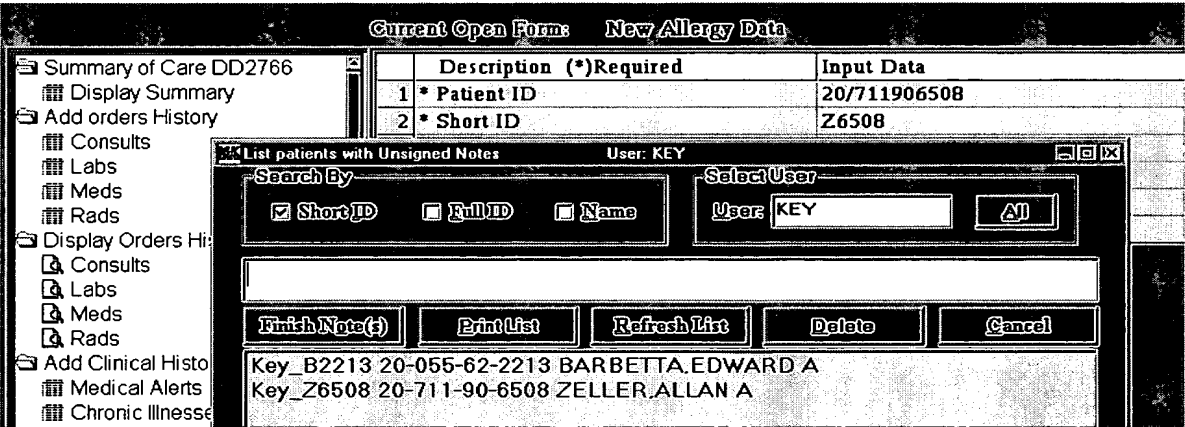 Current Open Form: New Allergy Data
Summary of Care DD2766
Display Summary
Add orders History
Consults
Labs
Meds
Rads
Display Orders His
Consults
Labs
Meds
Rads
Add Clinical Histo
Medical Alerts
Chronic Illnesse
Description (*)Required Input Data
1 * Patient ID 20/711906508
2 * Short ID Z6508
List patients with Unsigned Notes User: KEY
Search By Select User
Short ID Full ID Name User: KEY All
Finish Note(s) Print List Refresh List Delete Cancel
Key_B2213 20-055-62-2213 BARBETTA,EDWARD A
Key_Z6508 20-711-90-6508 ZELLER,ALLAN A